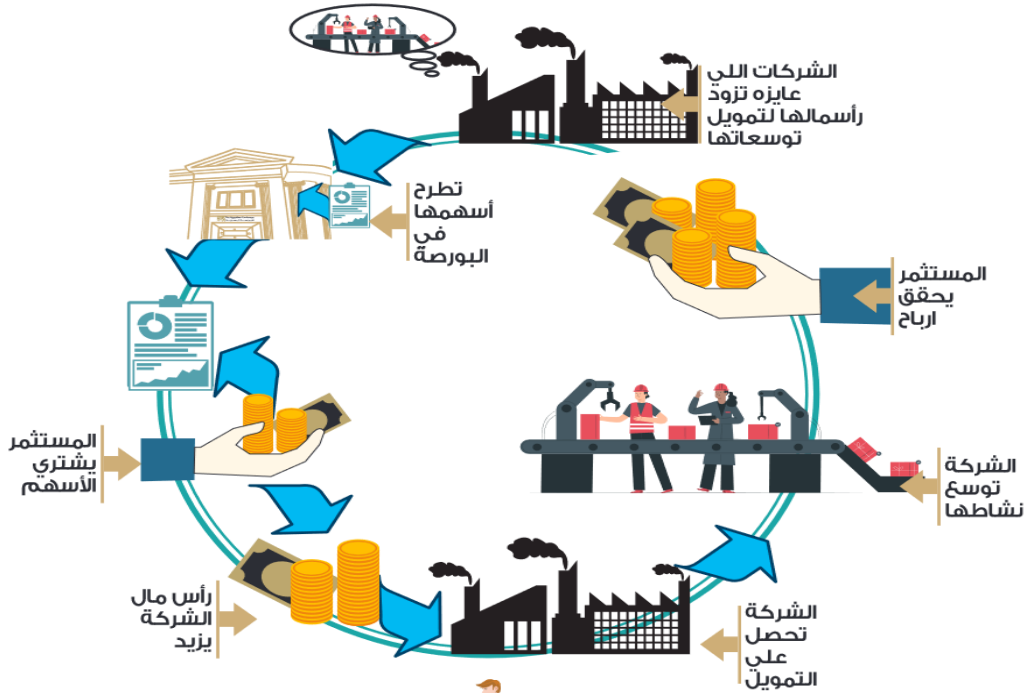 الشركات اللي
عايزه تزود
رأسمالها لتمويل
توسعاتها
تطرح
أسهمها
في
البورصة
المستثمر
يشتري
الأسهم
رأس مال
الشركة
يزيد
الشركة
تحصل
علي
التمويل
الشركة
توسع
نشاطها
المستثمر
يحقق
ارباح